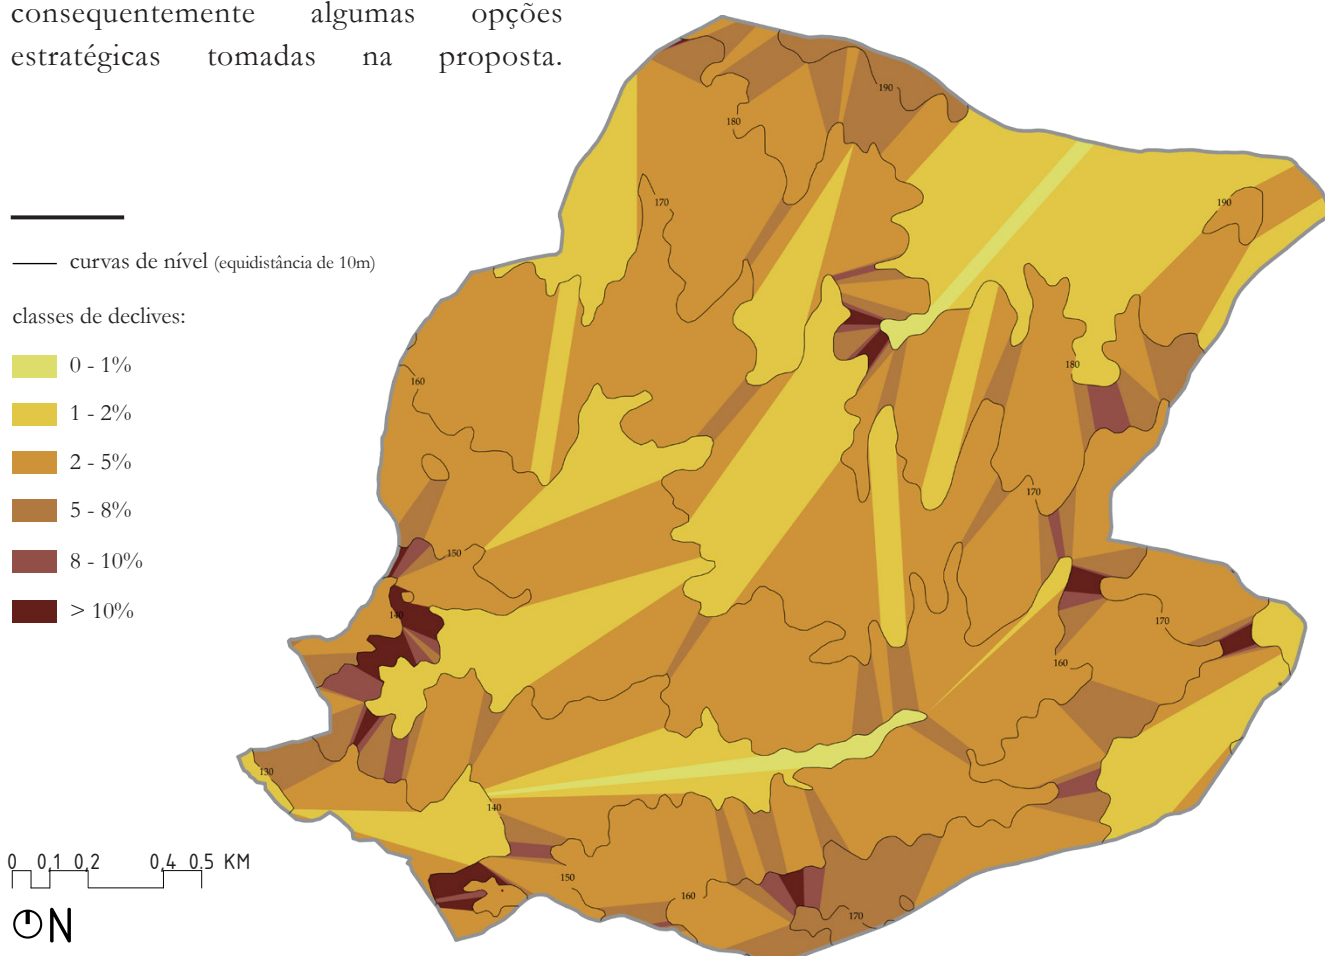 consequentemente algumas opções
estratégicas tomadas na proposta.
curvas de nível (equidistância de 10m)
classes de declives:
0 - 1%
1 - 2%
2 - 5%
5 - 8%
8 - 10%
> 10%
0 0.1 0.2 0.4 0.5 KM
N
190
180
170
190
180
160
170
150
140
170
160
130
140
150
160
170